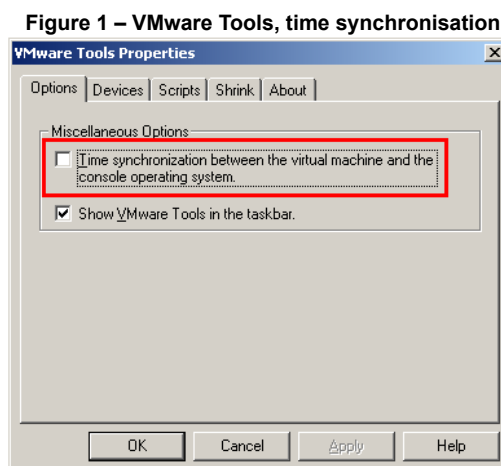 Figure 1 – VMware Tools, time synchronisation
VMware Tools Properties
Options Devices Scripts Shrink About
Miscellaneous Options
Time synchronization between the virtual machine and the
console operating system.
Show VMware Tools in the taskbar.
OK Cancel Apply Help